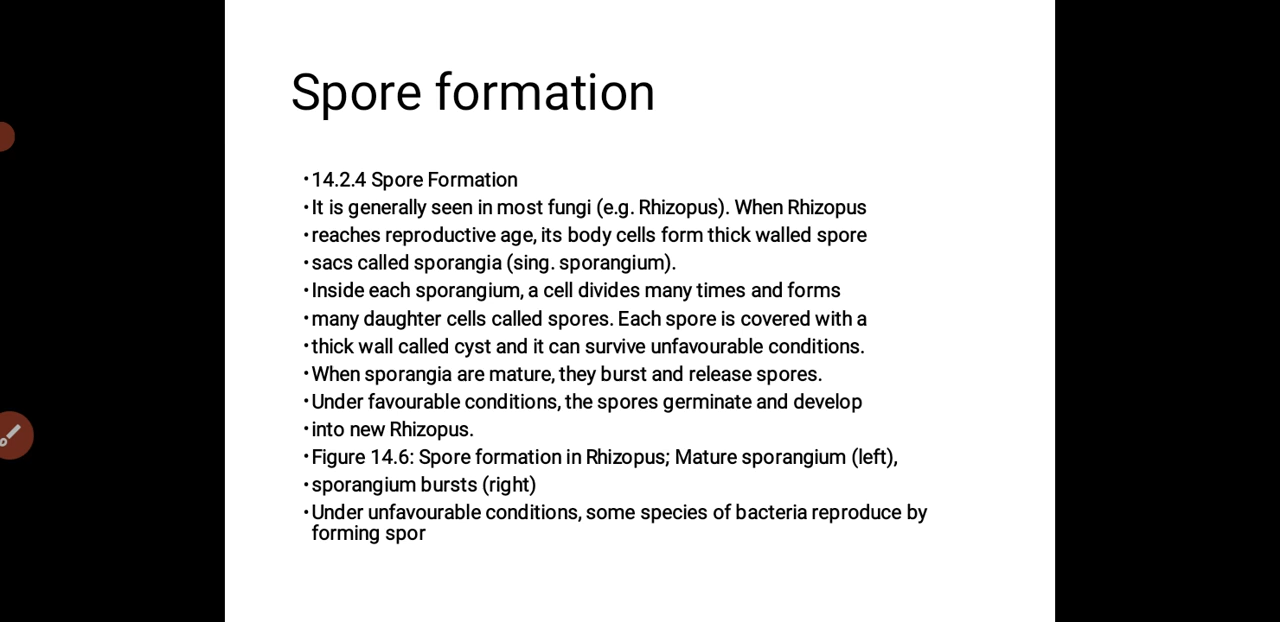 Spore formation
•14.2.4 Spore Formation
•It is generally seen in most fungi (e.g. Rhizopus). When Rhizopus
•reaches reproductive age, its body cells form thick walled spore
•sacs called sporangia (sing. sporangium).
•Inside each sporangium, a cell divides many times and forms
•many daughter cells called spores. Each spore is covered with a
•thick wall called cyst and it can survive unfavourable conditions.
•When sporangia are mature, they burst and release spores.
•Under favourable conditions, the spores germinate and develop
•into new Rhizopus.
•Figure 14.6: Spore formation in Rhizopus; Mature sporangium (left),
•sporangium bursts (right)
•Under unfavourable conditions, some species of bacteria reproduce by
forming spor